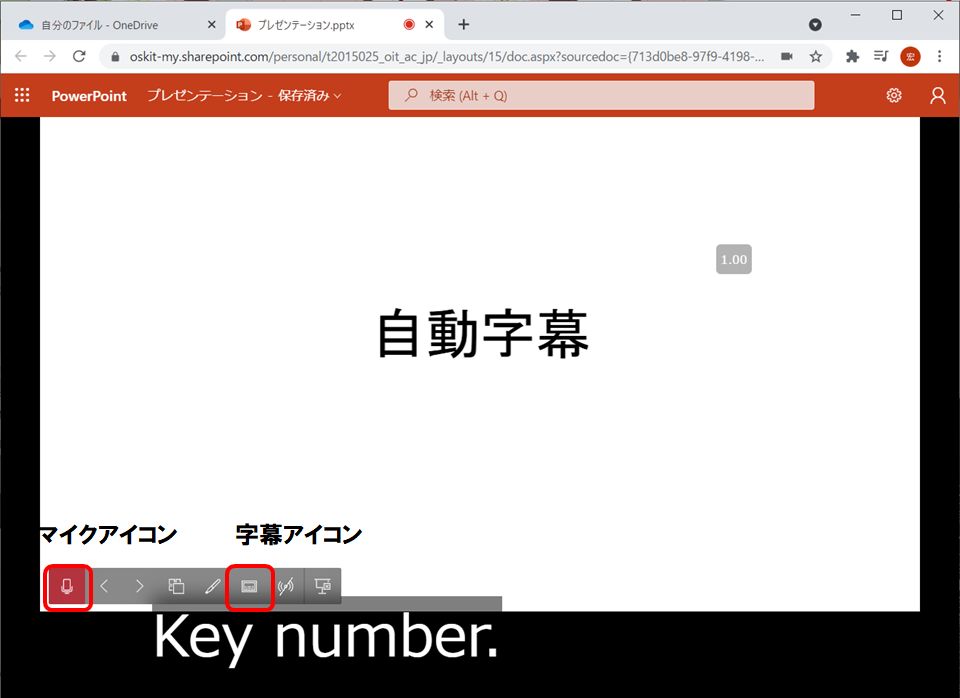 自分のファイル - OneDrive
プレゼンテーション.pptx
oskit-my.sharepoint.com/personal/t2015025_oit_ac_jp/_layouts/15/doc.aspx?sourcedoc={713d0be8-97f9-4198-...
宏
PowerPoint
プレゼンテーション - 保存済み
検索 (Alt + Q)
1.00
自動字幕
マイクアイコン
字幕アイコン
Key number.